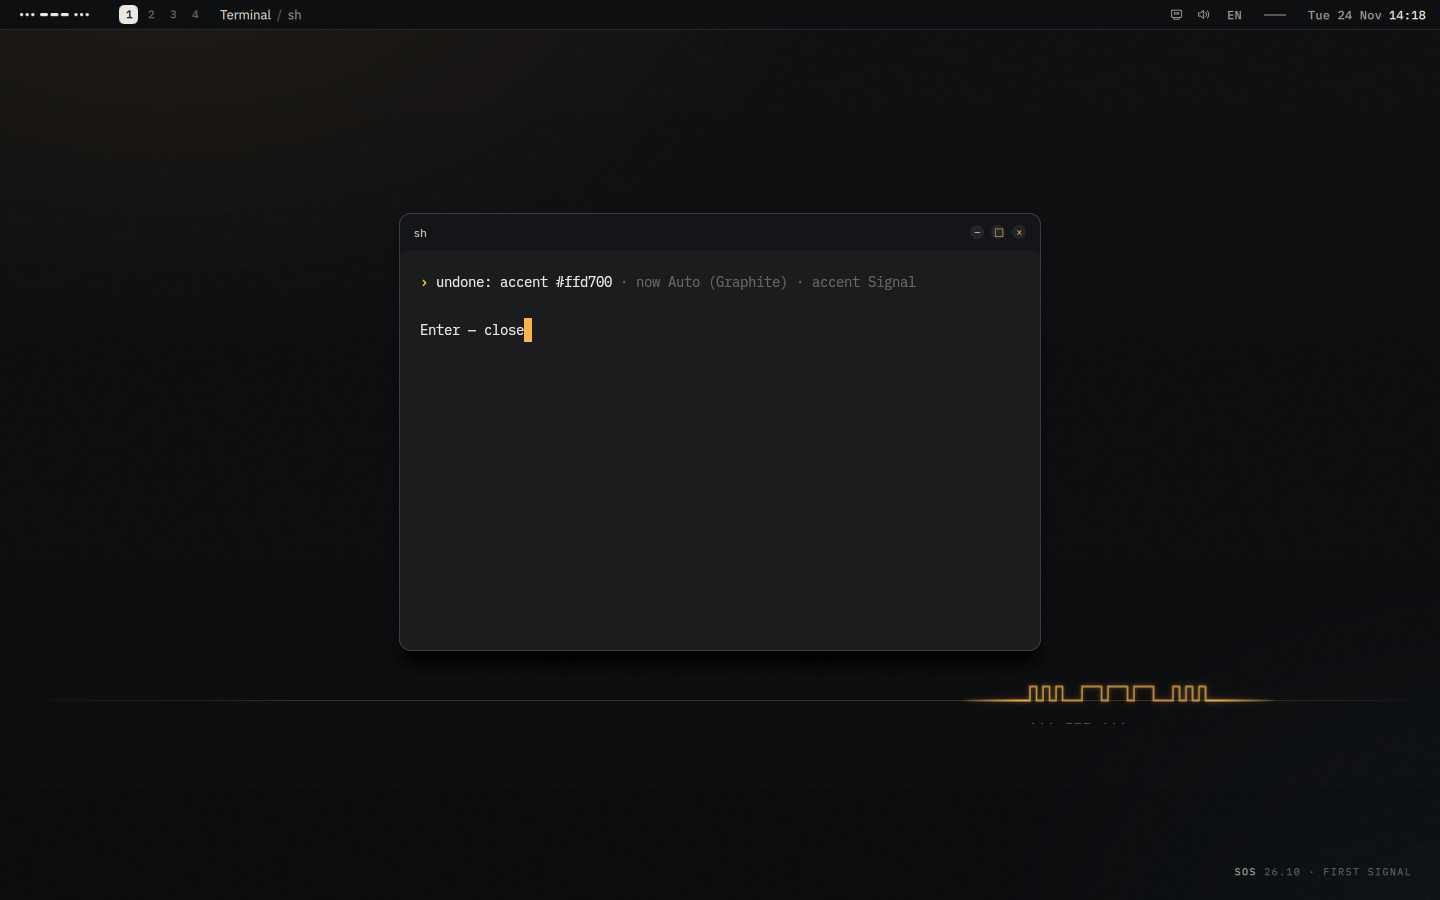 1 2 3 4 Terminal / sh EN Tue 24 Nov 14:18
sh
› undone: accent #ffd700 · now Auto (Graphite) · accent Signal
Enter — close
··· ——— ···
SOS 26.10 · FIRST SIGNAL